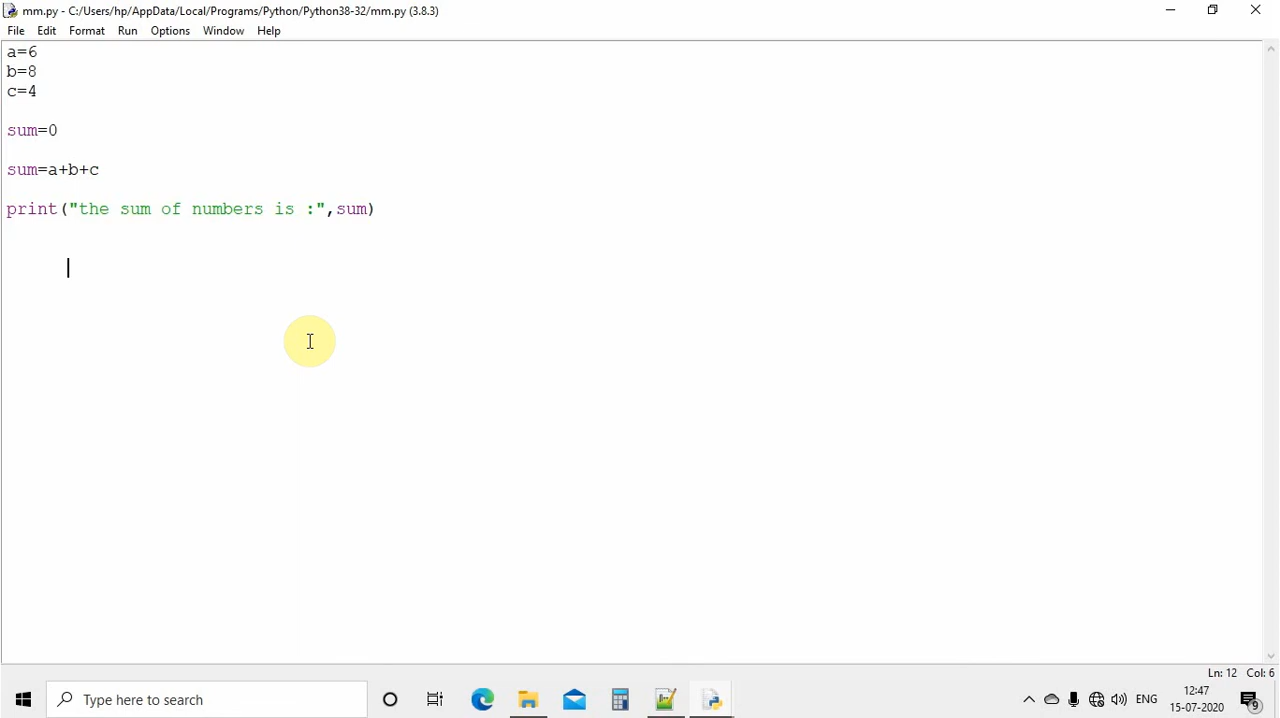 mm.py - C:/Users/hp/AppData/Local/Programs/Python/Python38-32/mm.py (3.8.3)
File Edit Format Run Options Window Help
a=6
b=8
c=4
sum=0
sum=a+b+c
print("the sum of numbers is :",sum)
Ln: 12 Col: 6
Type here to search
ENG
12:47
15-07-2020
9